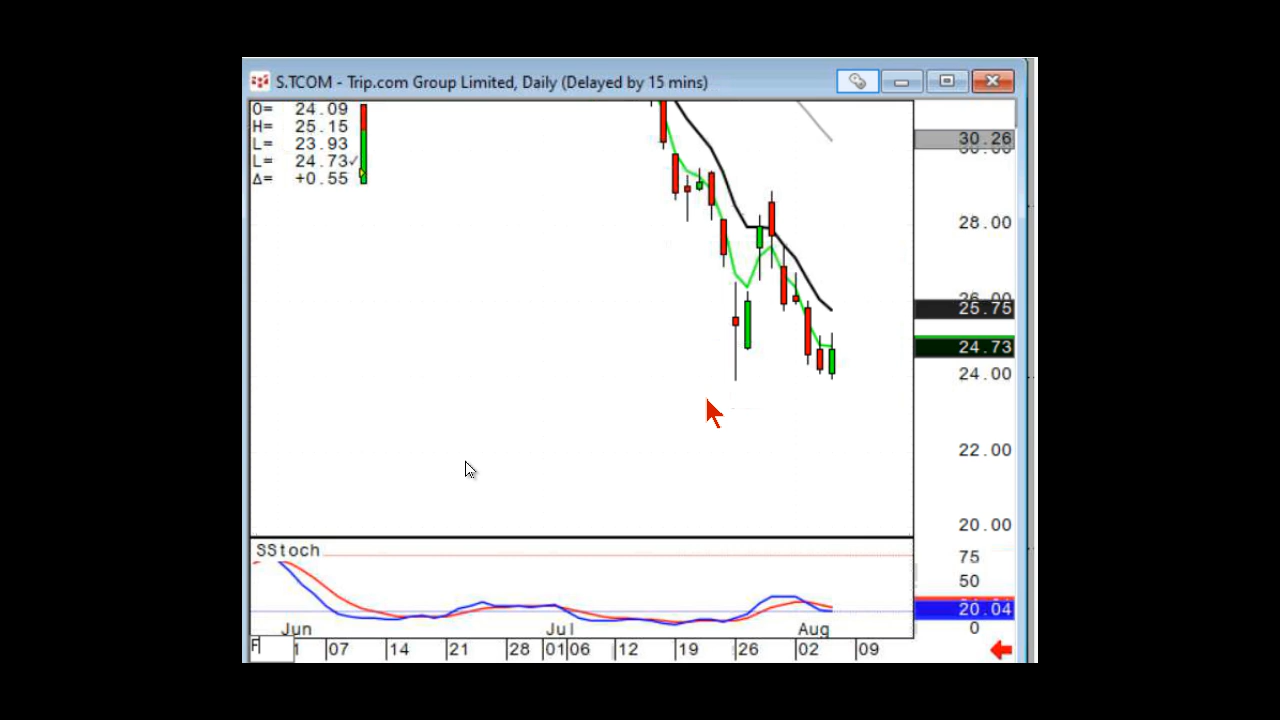 S.TCOM - Trip.com Group Limited, Daily (Delayed by 15 mins)
O= 24.09
H= 25.15
L= 23.93
L= 24.73✓
Δ= +0.55
30.26
28.00
25.75
24.73
24.00
22.00
20.00
SStoch
75
50
20.04
0
Jun Jul Aug
F 07 14 21 28 01 06 12 19 26 02 09